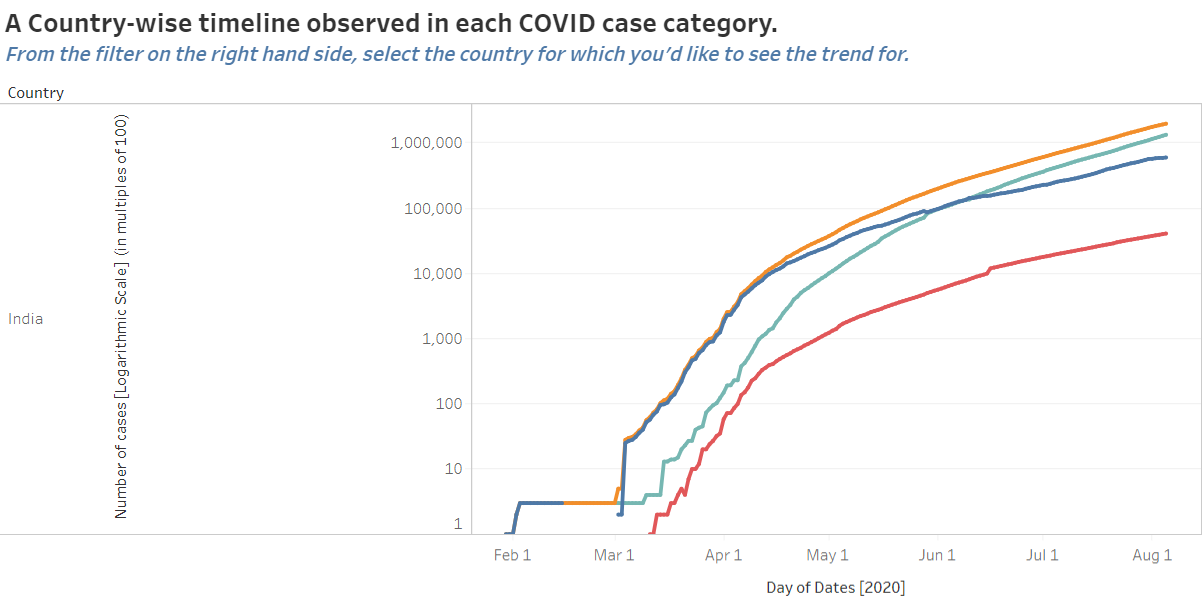 A Country-wise timeline observed in each COVID case category.
From the filter on the right hand side, select the country for which you’d like to see the trend for.
Country
India
Number of cases [Logarithmic Scale] (in multiples of 100)
1,000,000
100,000
10,000
1,000
100
10
1
Feb 1 Mar 1 Apr 1 May 1 Jun 1 Jul 1 Aug 1
Day of Dates [2020]